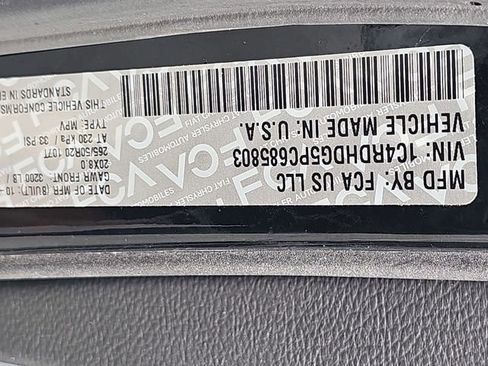 MFD BY: FCA US LLC
DATE OF MFR (BUILT): 10-
GAWR FRONT: 3200 LB
20X8.0
265/50R20 107T
AT 230 kPa / 33 PSI
TYPE: MPV
THIS VEHICLE CONFORMS
STANDARDS IN
VIN: 1C4RDHDG5PC685803
VEHICLE MADE IN: U.S.A.